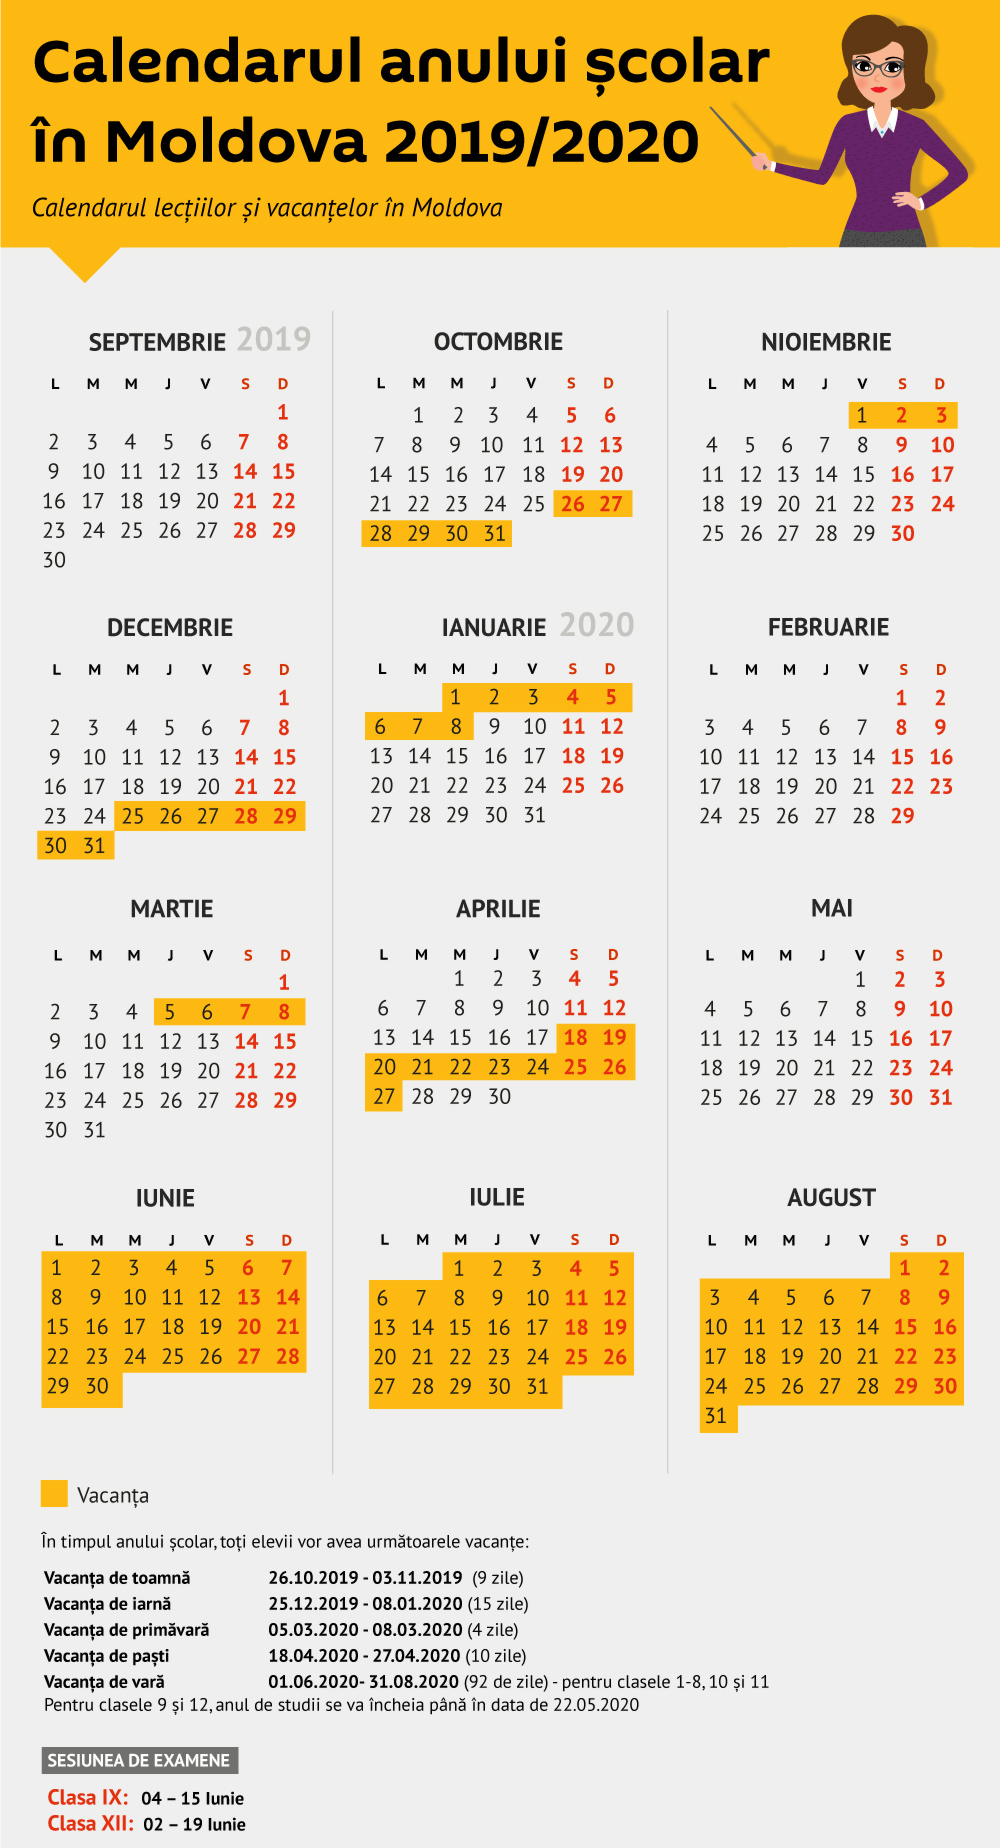 Calendarul anului școlar
în Moldova 2019/2020
Calendarul lecțiilor și vacanțelor în Moldova
SEPTEMBRIE 2019
L M M J V S D
1
2 3 4 5 6 7 8
9 10 11 12 13 14 15
16 17 18 19 20 21 22
23 24 25 26 27 28 29
30
OCTOMBRIE
L M M J V S D
1 2 3 4 5 6
7 8 9 10 11 12 13
14 15 16 17 18 19 20
21 22 23 24 25 26 27
28 29 30 31
NIOIEMBRIE
L M M J V S D
1 2 3
4 5 6 7 8 9 10
11 12 13 14 15 16 17
18 19 20 21 22 23 24
25 26 27 28 29 30
DECEMBRIE
L M M J V S D
1
2 3 4 5 6 7 8
9 10 11 12 13 14 15
16 17 18 19 20 21 22
23 24 25 26 27 28 29
30 31
IANUARIE 2020
L M M J V S D
1 2 3 4 5
6 7 8 9 10 11 12
13 14 15 16 17 18 19
20 21 22 23 24 25 26
27 28 29 30 31
FEBRUARIE
L M M J V S D
1 2
3 4 5 6 7 8 9
10 11 12 13 14 15 16
17 18 19 20 21 22 23
24 25 26 27 28 29
MARTIE
L M M J V S D
1
2 3 4 5 6 7 8
9 10 11 12 13 14 15
16 17 18 19 20 21 22
23 24 25 26 27 28 29
30 31
APRILIE
L M M J V S D
1 2 3 4 5
6 7 8 9 10 11 12
13 14 15 16 17 18 19
20 21 22 23 24 25 26
27 28 29 30
MAI
L M M J V S D
1 2 3
4 5 6 7 8 9 10
11 12 13 14 15 16 17
18 19 20 21 22 23 24
25 26 27 28 29 30 31
IUNIE
L M M J V S D
1 2 3 4 5 6 7
8 9 10 11 12 13 14
15 16 17 18 19 20 21
22 23 24 25 26 27 28
29 30
IULIE
L M M J V S D
1 2 3 4 5
6 7 8 9 10 11 12
13 14 15 16 17 18 19
20 21 22 23 24 25 26
27 28 29 30 31
AUGUST
L M M J V S D
1 2
3 4 5 6 7 8 9
10 11 12 13 14 15 16
17 18 19 20 21 22 23
24 25 26 27 28 29 30
31
Vacanța
În timpul anului școlar, toți elevii vor avea următoarele vacanțe:
Vacanța de toamnă 26.10.2019 - 03.11.2019 (9 zile)
Vacanța de iarnă 25.12.2019 - 08.01.2020 (15 zile)
Vacanța de primăvară 05.03.2020 - 08.03.2020 (4 zile)
Vacanța de paști 18.04.2020 - 27.04.2020 (10 zile)
Vacanța de vară 01.06.2020- 31.08.2020 (92 de zile) - pentru clasele 1-8, 10 și 11
Pentru clasele 9 și 12, anul de studii se va încheia până în data de 22.05.2020
SESIUNEA DE EXAMENE
Clasa IX: 04 – 15 Iunie
Clasa XII: 02 – 19 Iunie